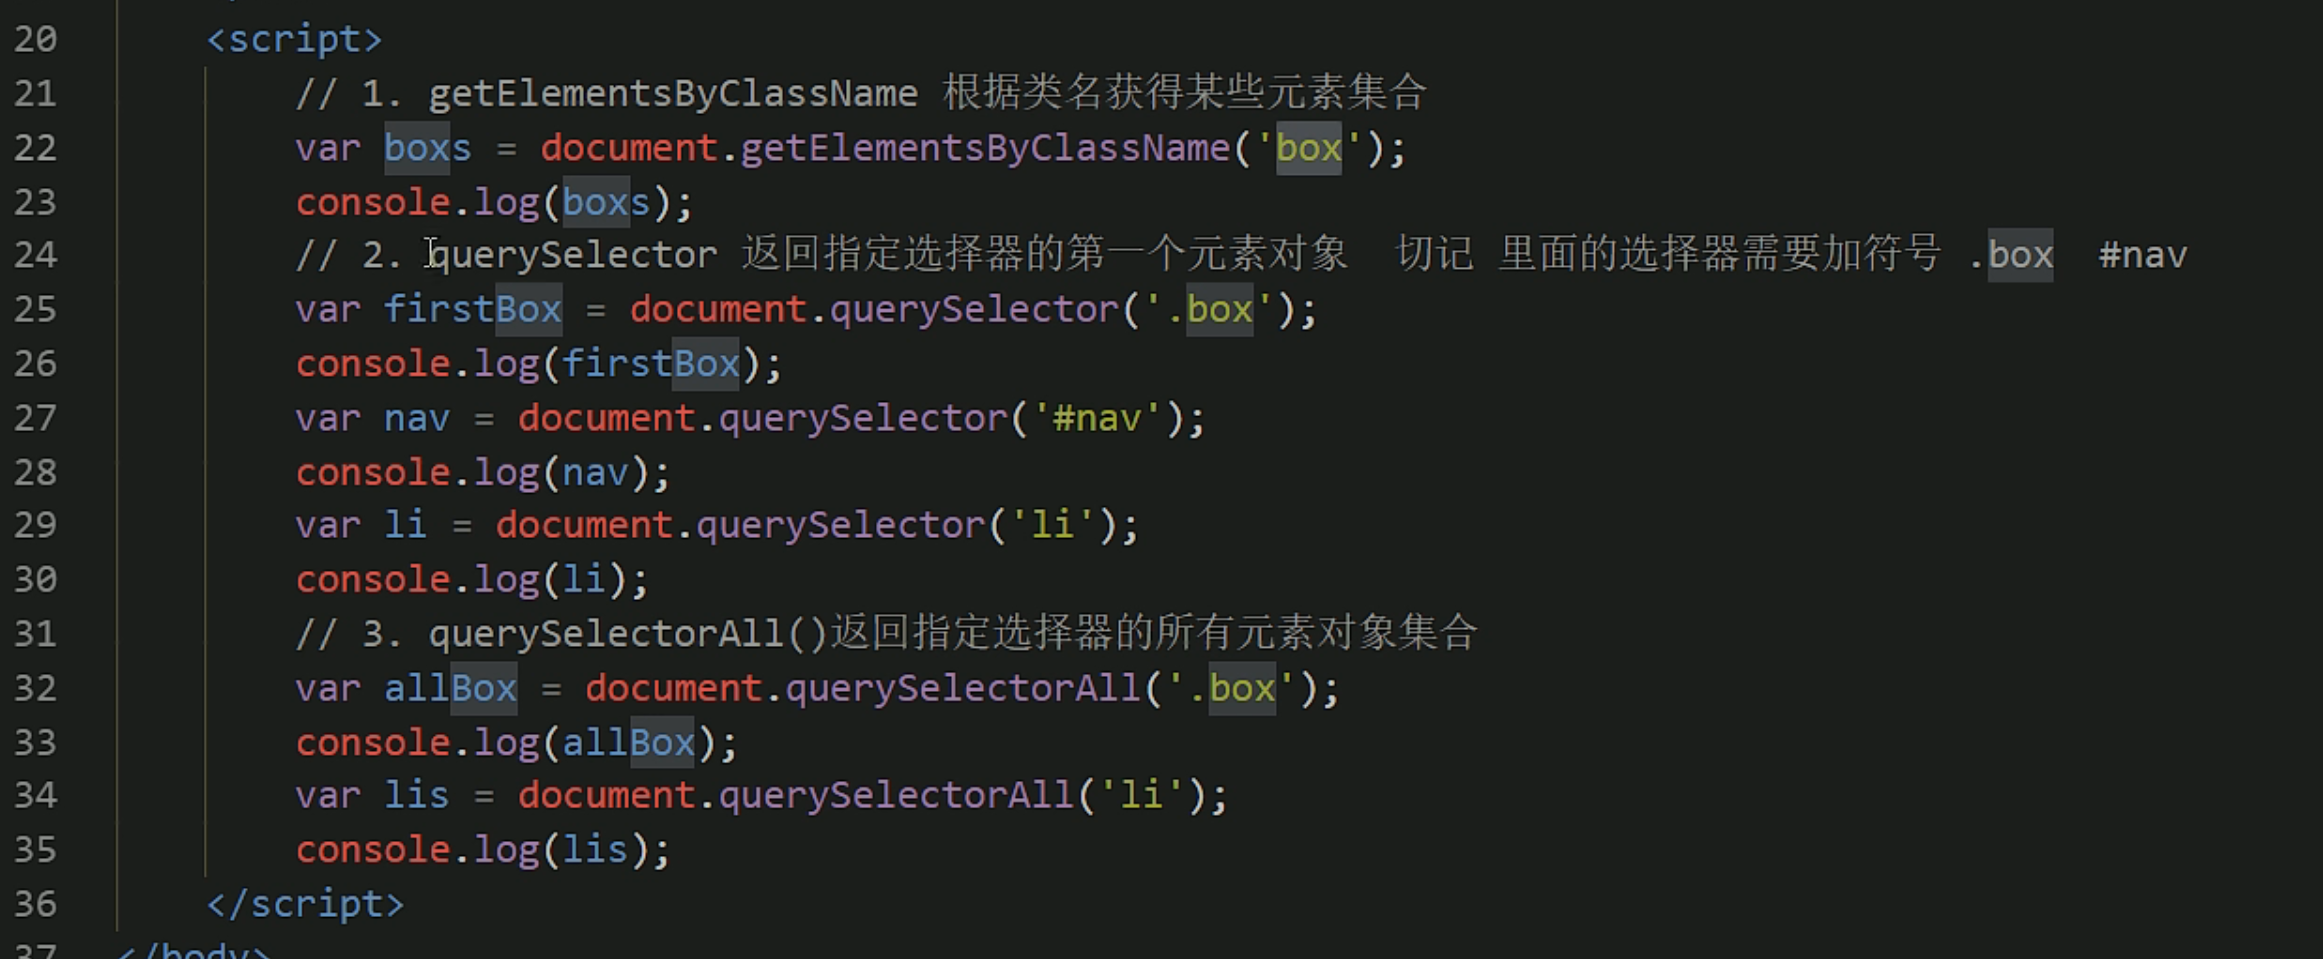 20 <script>
21 // 1. getElementsByClassName 根据类名获得某些元素集合
22 var boxs = document.getElementsByClassName('box');
23 console.log(boxs);
24 // 2. querySelector 返回指定选择器的第一个元素对象  切记 里面的选择器需要加符号 .box  #nav
25 var firstBox = document.querySelector('.box');
26 console.log(firstBox);
27 var nav = document.querySelector('#nav');
28 console.log(nav);
29 var li = document.querySelector('li');
30 console.log(li);
31 // 3. querySelectorAll()返回指定选择器的所有元素对象集合
32 var allBox = document.querySelectorAll('.box');
33 console.log(allBox);
34 var lis = document.querySelectorAll('li');
35 console.log(lis);
36 </script>
37 </body>